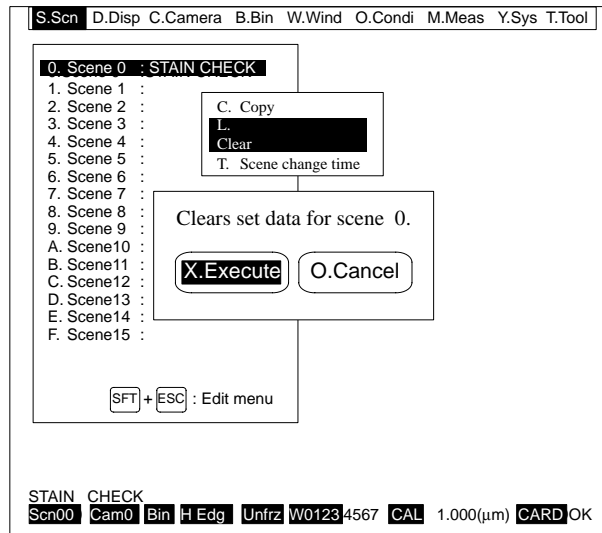 S.Scn D.Disp C.Camera B.Bin W.Wind O.Condi M.Meas Y.Sys T.Tool
0. Scene 0 : STAIN CHECK
1. Scene 1 :
2. Scene 2 :
3. Scene 3 :
4. Scene 4 :
5. Scene 5 :
6. Scene 6 :
7. Scene 7 :
8. Scene 8 :
9. Scene 9 :
A. Scene10 :
B. Scene11 :
C. Scene12 :
D. Scene13 :
E. Scene14 :
F. Scene15 :
C. Copy
L.
Clear
T. Scene change time
Clears set data for scene 0.
X.Execute O.Cancel
SFT + ESC : Edit menu
STAIN CHECK
Scn00 Cam0 Bin H Edg Unfrz W01234567 CAL 1.000(μm) CARD OK